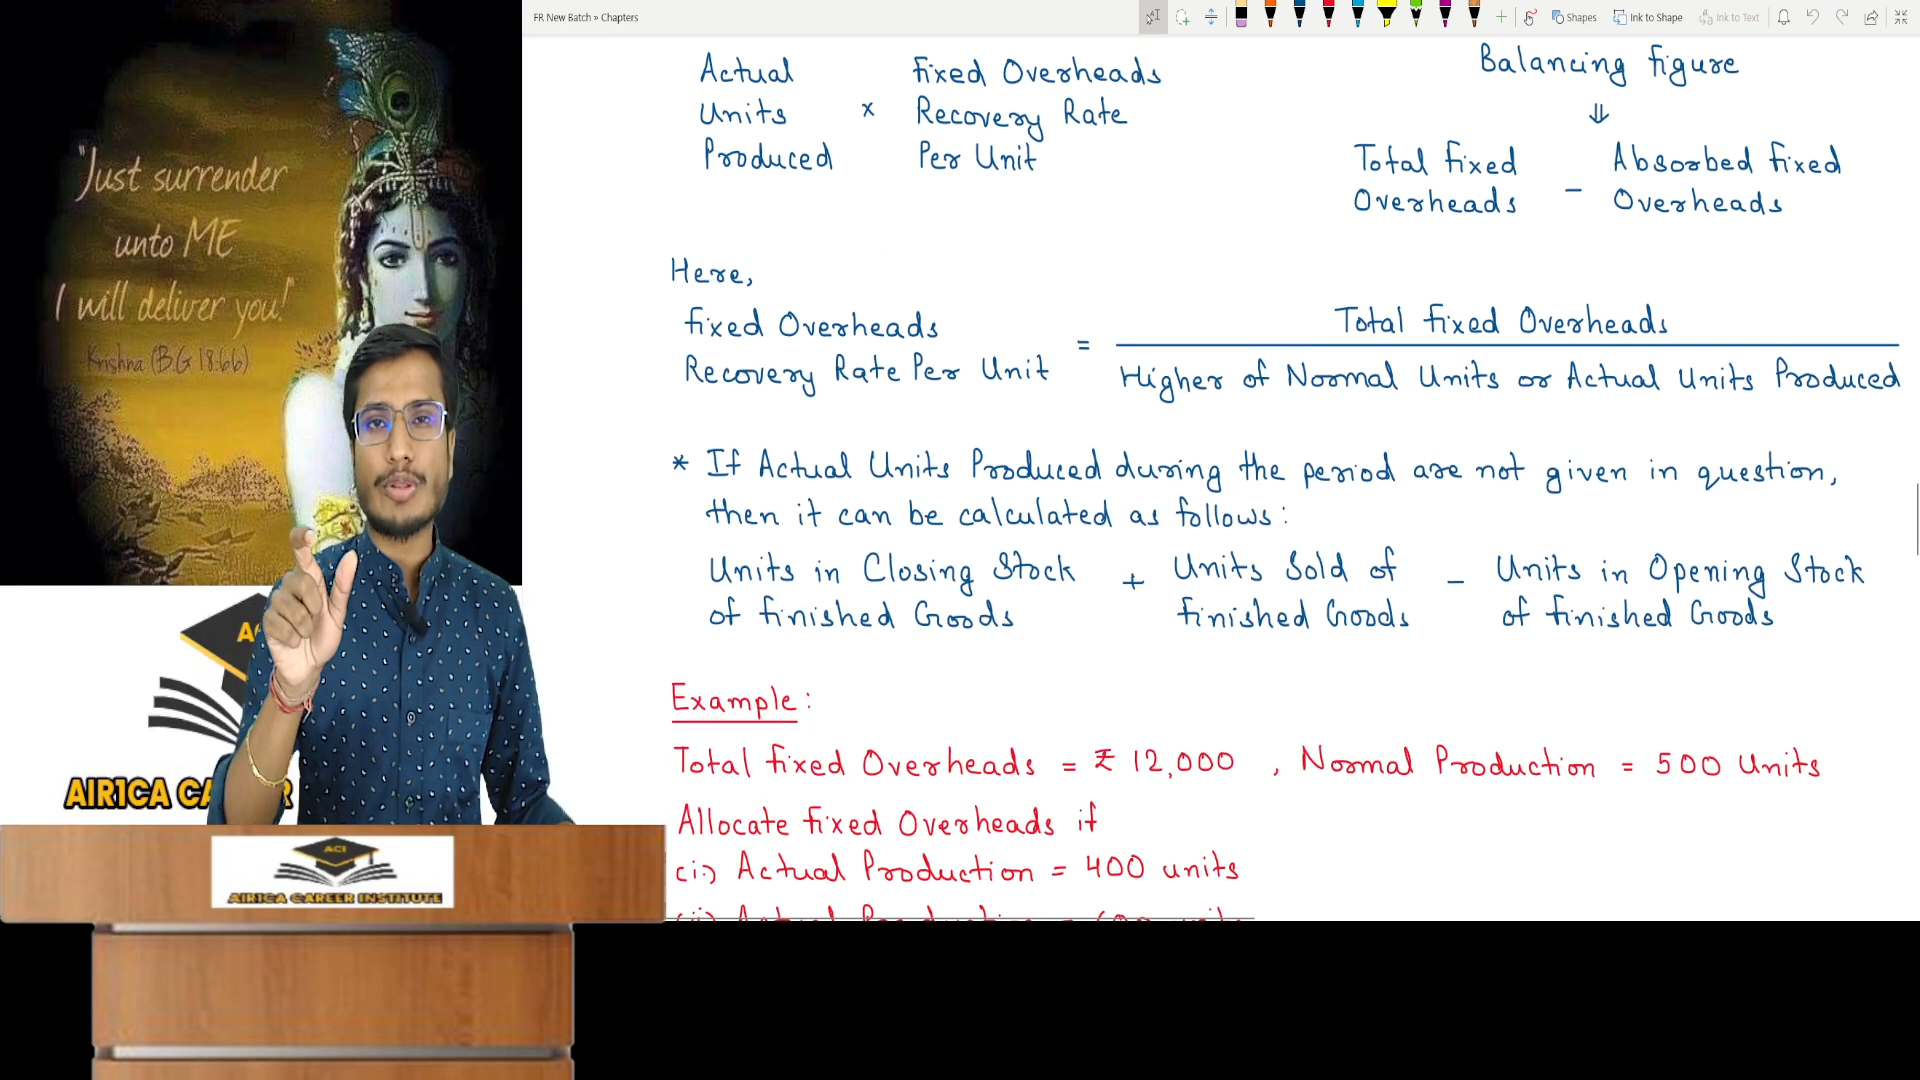 FR New Batch » Chapters
Shapes
Ink to Shape
Ink to Text
"Just surrender
unto ME
I will deliver you!"
Krishna (B.G 18.66)
AIR1CA CA R
ACI
AIR1CA CAREER INSTITUTE
Actual Fixed Overheads
Units × Recovery Rate
Produced Per Unit
Balancing figure
⇓
Total Fixed Absorbed Fixed
Overheads − Overheads
Here,
Fixed Overheads
Recovery Rate Per Unit
=
Total Fixed Overheads
Higher of Normal Units or Actual Units Produced
* If Actual Units Produced during the period are not given in question,
then it can be calculated as follows:
Units in Closing Stock + Units Sold of − Units in Opening Stock
of Finished Goods Finished Goods of Finished Goods
Example:
Total Fixed Overheads = ₹ 12,000 , Normal Production = 500 Units
Allocate Fixed Overheads if
(i) Actual Production = 400 units